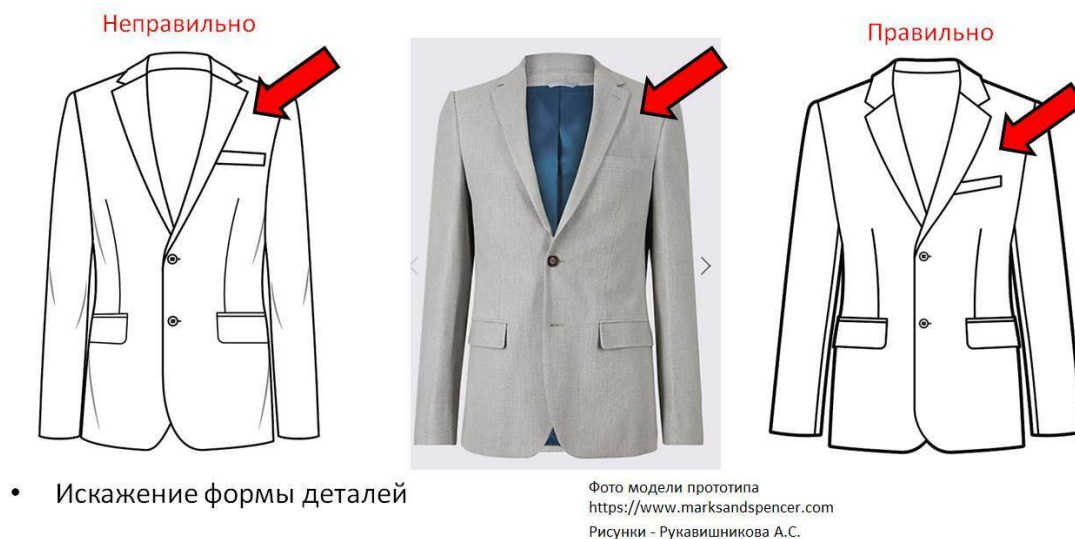 Неправильно
Правильно
• Искажение формы деталей
Фото модели прототипа
https://www.marksandspencer.com
Рисунки - Рукавишникова А.С.